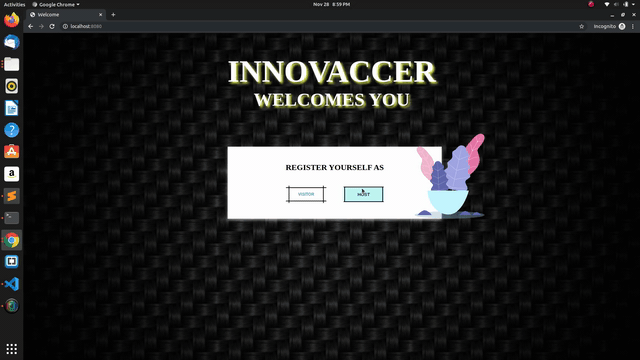 Activities
Google Chrome
Nov 28 8:59 PM
Welcome
localhost:8080
Incognito
INNOVACCER
WELCOMES YOU
REGISTER YOURSELF AS
VISITOR
HOST